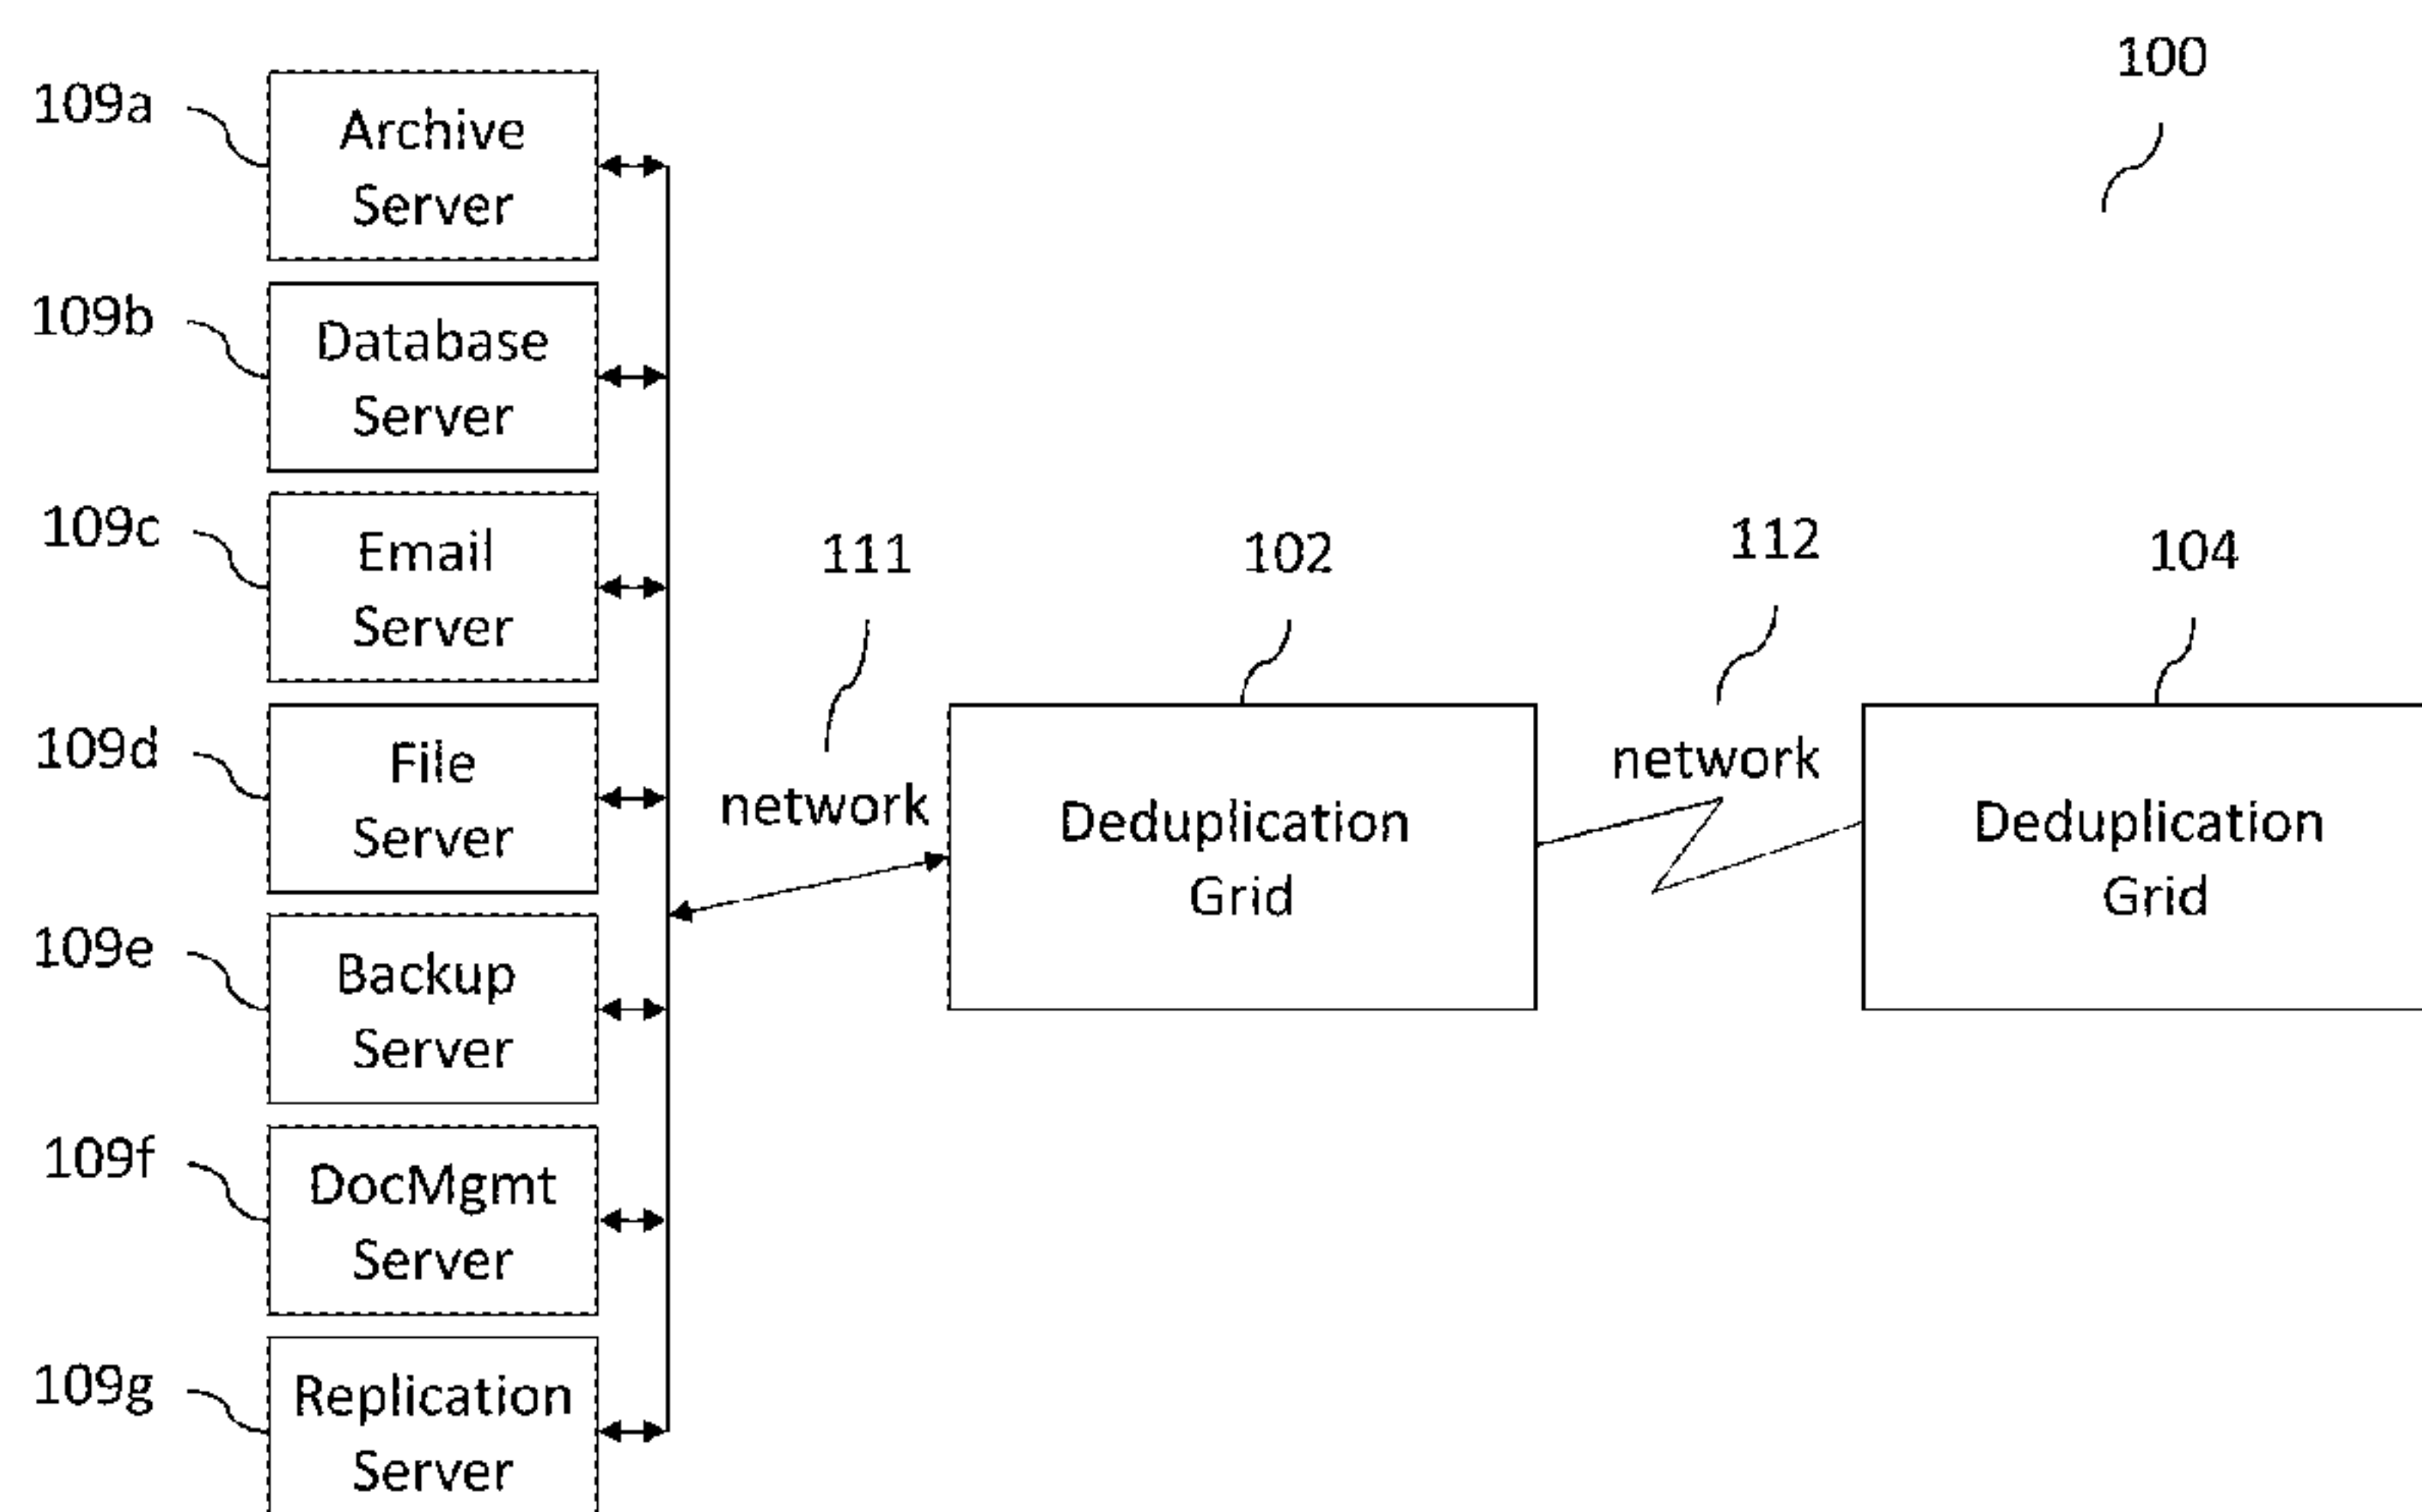 100
109a
Archive
Server
109b
Database
Server
109c
Email
Server
111
102
112
104
109d
File
Server
network
Deduplication
Grid
network
Deduplication
Grid
109e
Backup
Server
109f
DocMgmt
Server
109g
Replication
Server